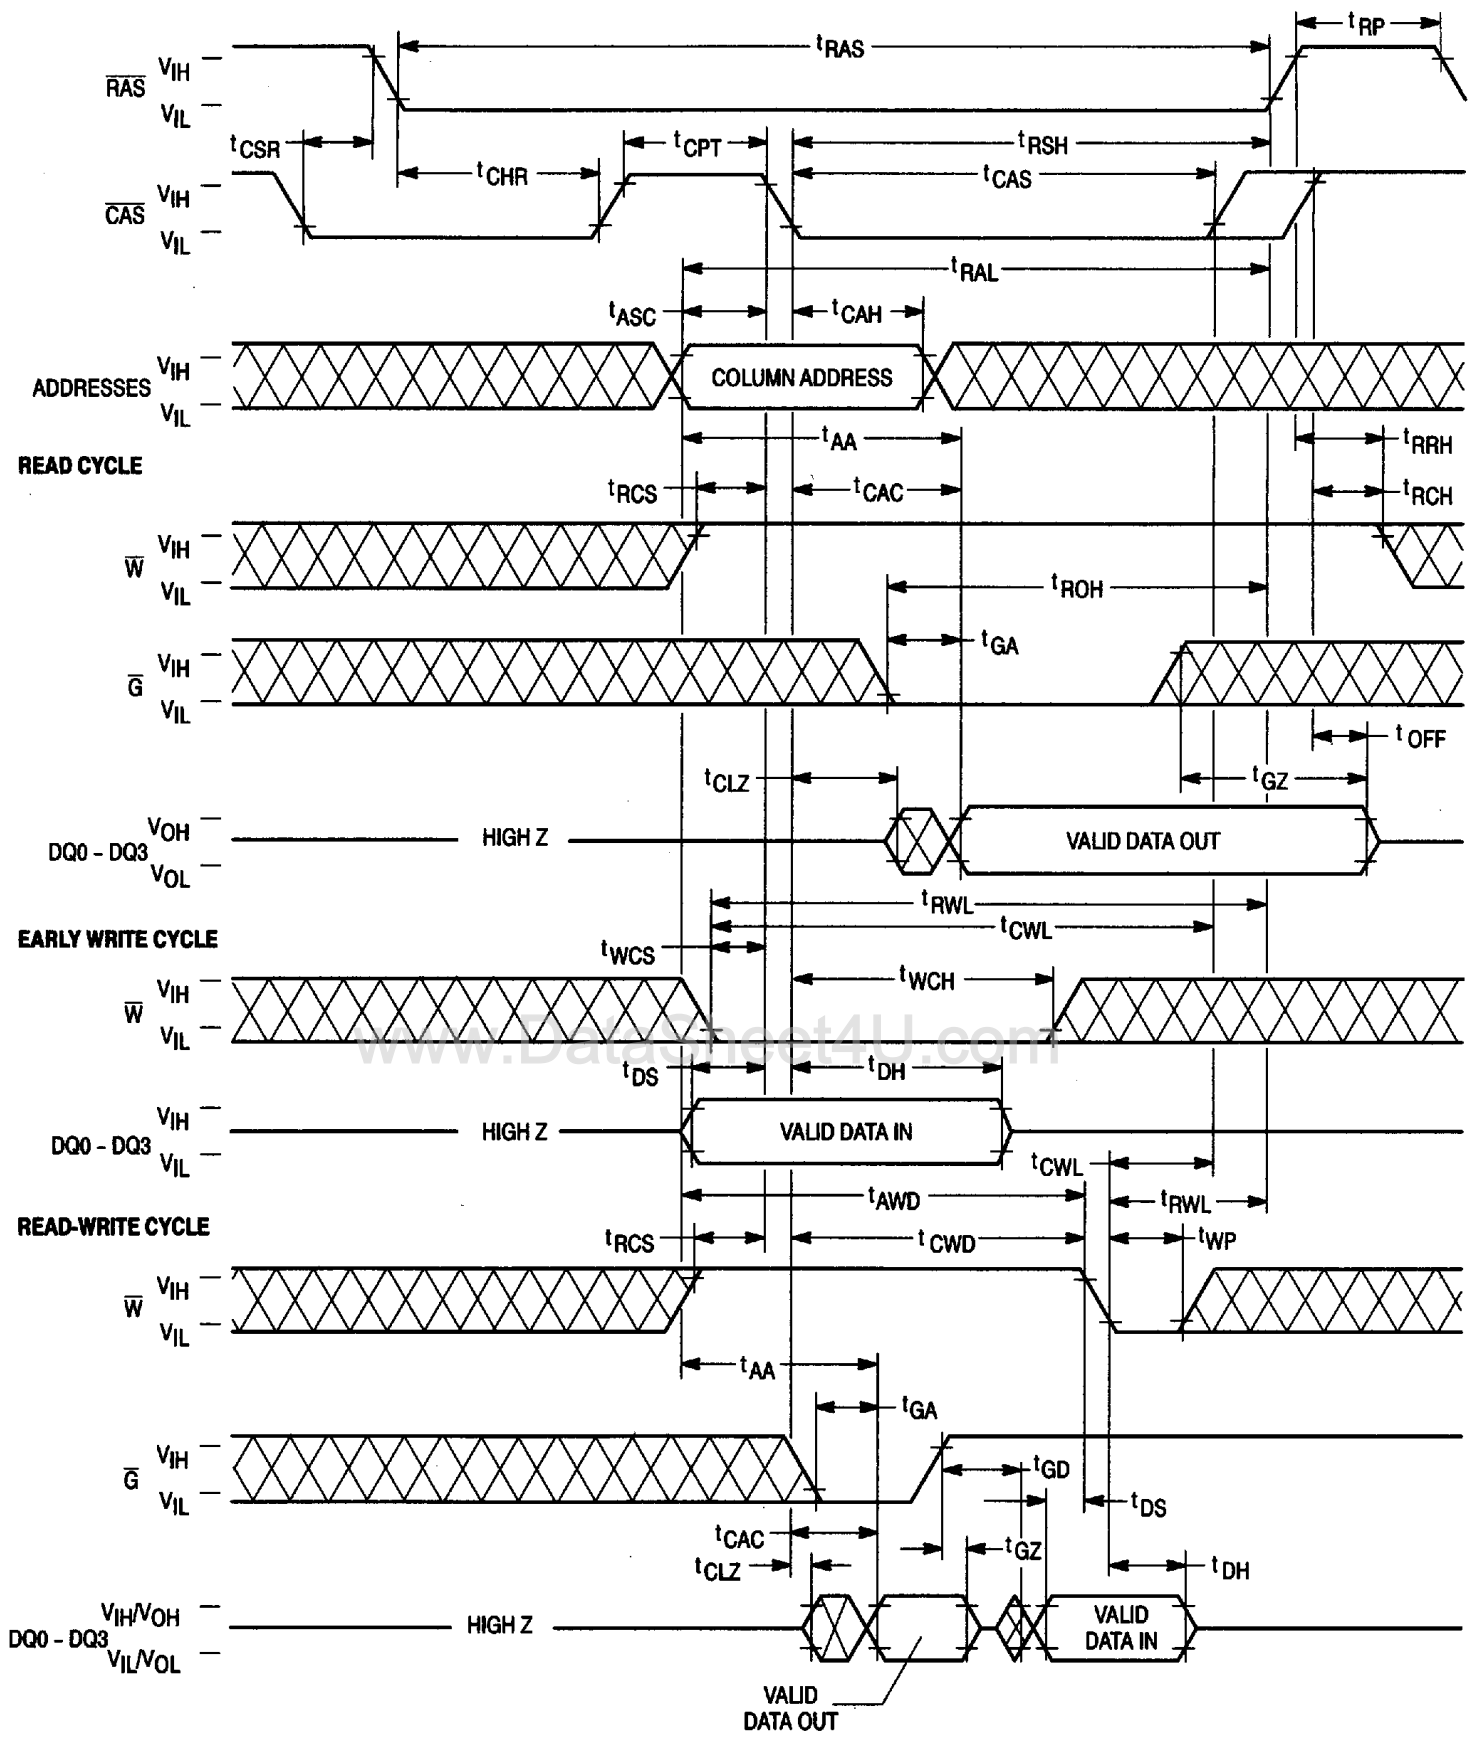 tRP
tRAS
RAS
VIH
VIL
tCSR
tCPT
tRSH
tCHR
tCAS
CAS
VIH
VIL
tRAL
tASC
tCAH
ADDRESSES
VIH
COLUMN ADDRESS
VIL
tAA
tRRH
READ CYCLE
tRCS
tCAC
tRCH
W
VIH
VIL
tROH
tGA
G
VIH
VIL
tOFF
tCLZ
tGZ
DQ0 - DQ3
VOH
HIGH Z
VALID DATA OUT
VOL
tRWL
tCWL
EARLY WRITE CYCLE
tWCS
tWCH
W
VIH
VIL
www.DataSheet4U.com
tDS
tDH
DQ0 - DQ3
VIH
HIGH Z
VALID DATA IN
VIL
tCWL
tAWD
tRWL
READ-WRITE CYCLE
tRCS
tCWD
tWP
W
VIH
VIL
tAA
tGA
G
VIH
VIL
tGD
tDS
tCAC
tGZ
tCLZ
tDH
DQ0 - DQ3
VIH/VOH
HIGH Z
VALID
DATA IN
VIL/VOL
VALID
DATA OUT